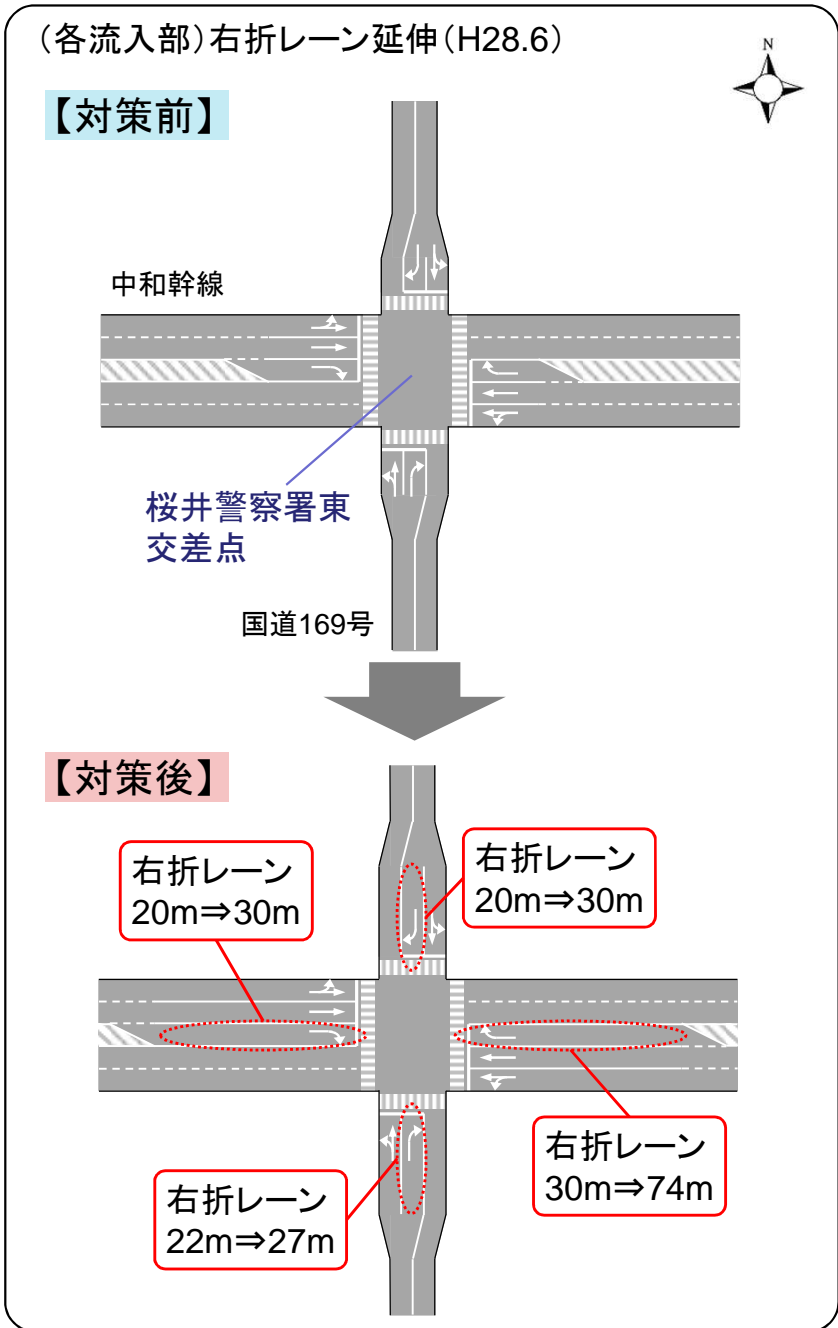 （各流入部）右折レーン延伸（H28.6）
N
【対策前】
中和幹線
桜井警察署東
交差点
国道169号
【対策後】
右折レーン
20m⇒30m
右折レーン
20m⇒30m
右折レーン
30m⇒74m
右折レーン
22m⇒27m